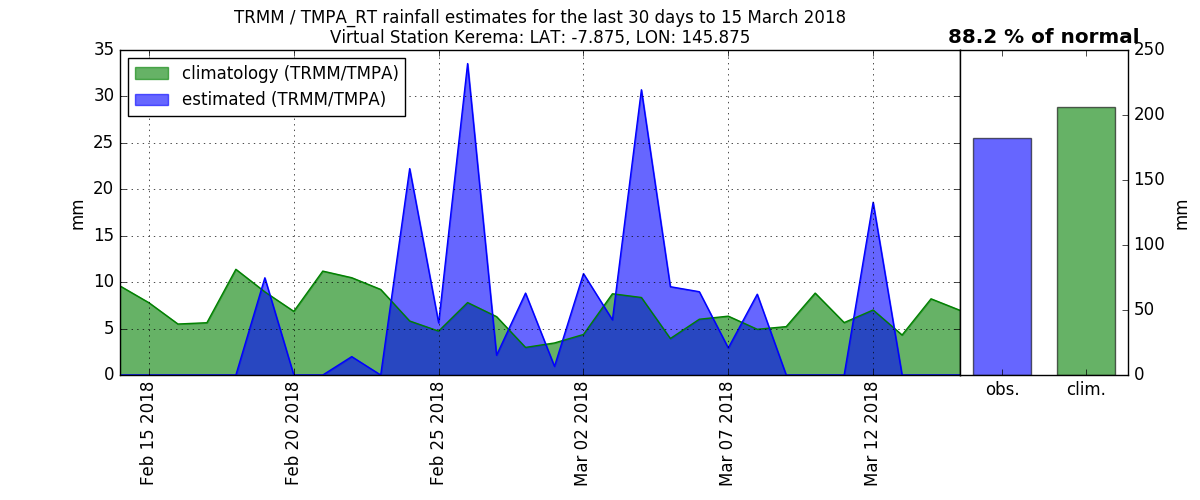 TRMM / TMPA_RT rainfall estimates for the last 30 days to 15 March 2018
Virtual Station Kerema: LAT: -7.875, LON: 145.875
88.2 % of normal
climatology (TRMM/TMPA)
estimated (TRMM/TMPA)
mm
35
30
25
20
15
10
5
0
Feb 15 2018
Feb 20 2018
Feb 25 2018
Mar 02 2018
Mar 07 2018
Mar 12 2018
250
200
150
100
50
0
mm
obs.
clim.